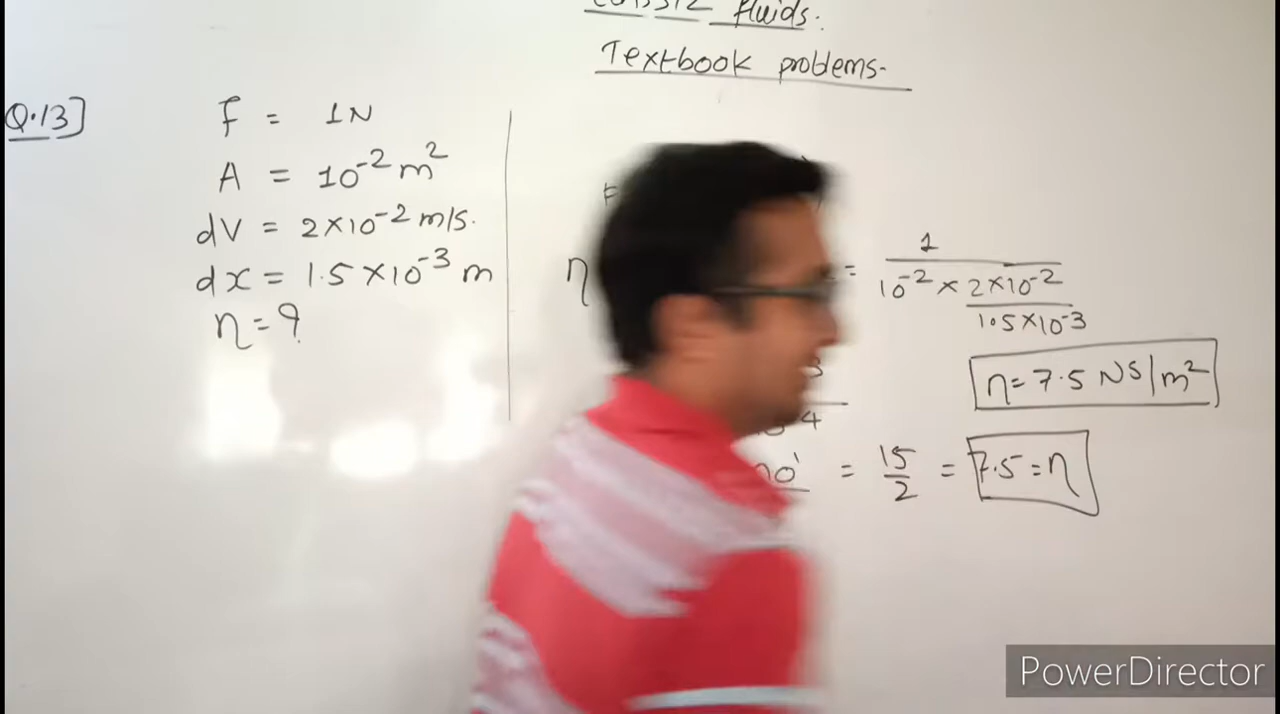 fluids.
Textbook problems-
Q.13]
F = 1N
A = 10⁻² m²
dV = 2×10⁻² m/s.
dx = 1.5 ×10⁻³ m
η = ?
η
= 1 / 10⁻² × 2×10⁻² / 1.5×10⁻³
η = 7.5 NS/m²
= 15/2 = 7.5 = η
PowerDirector